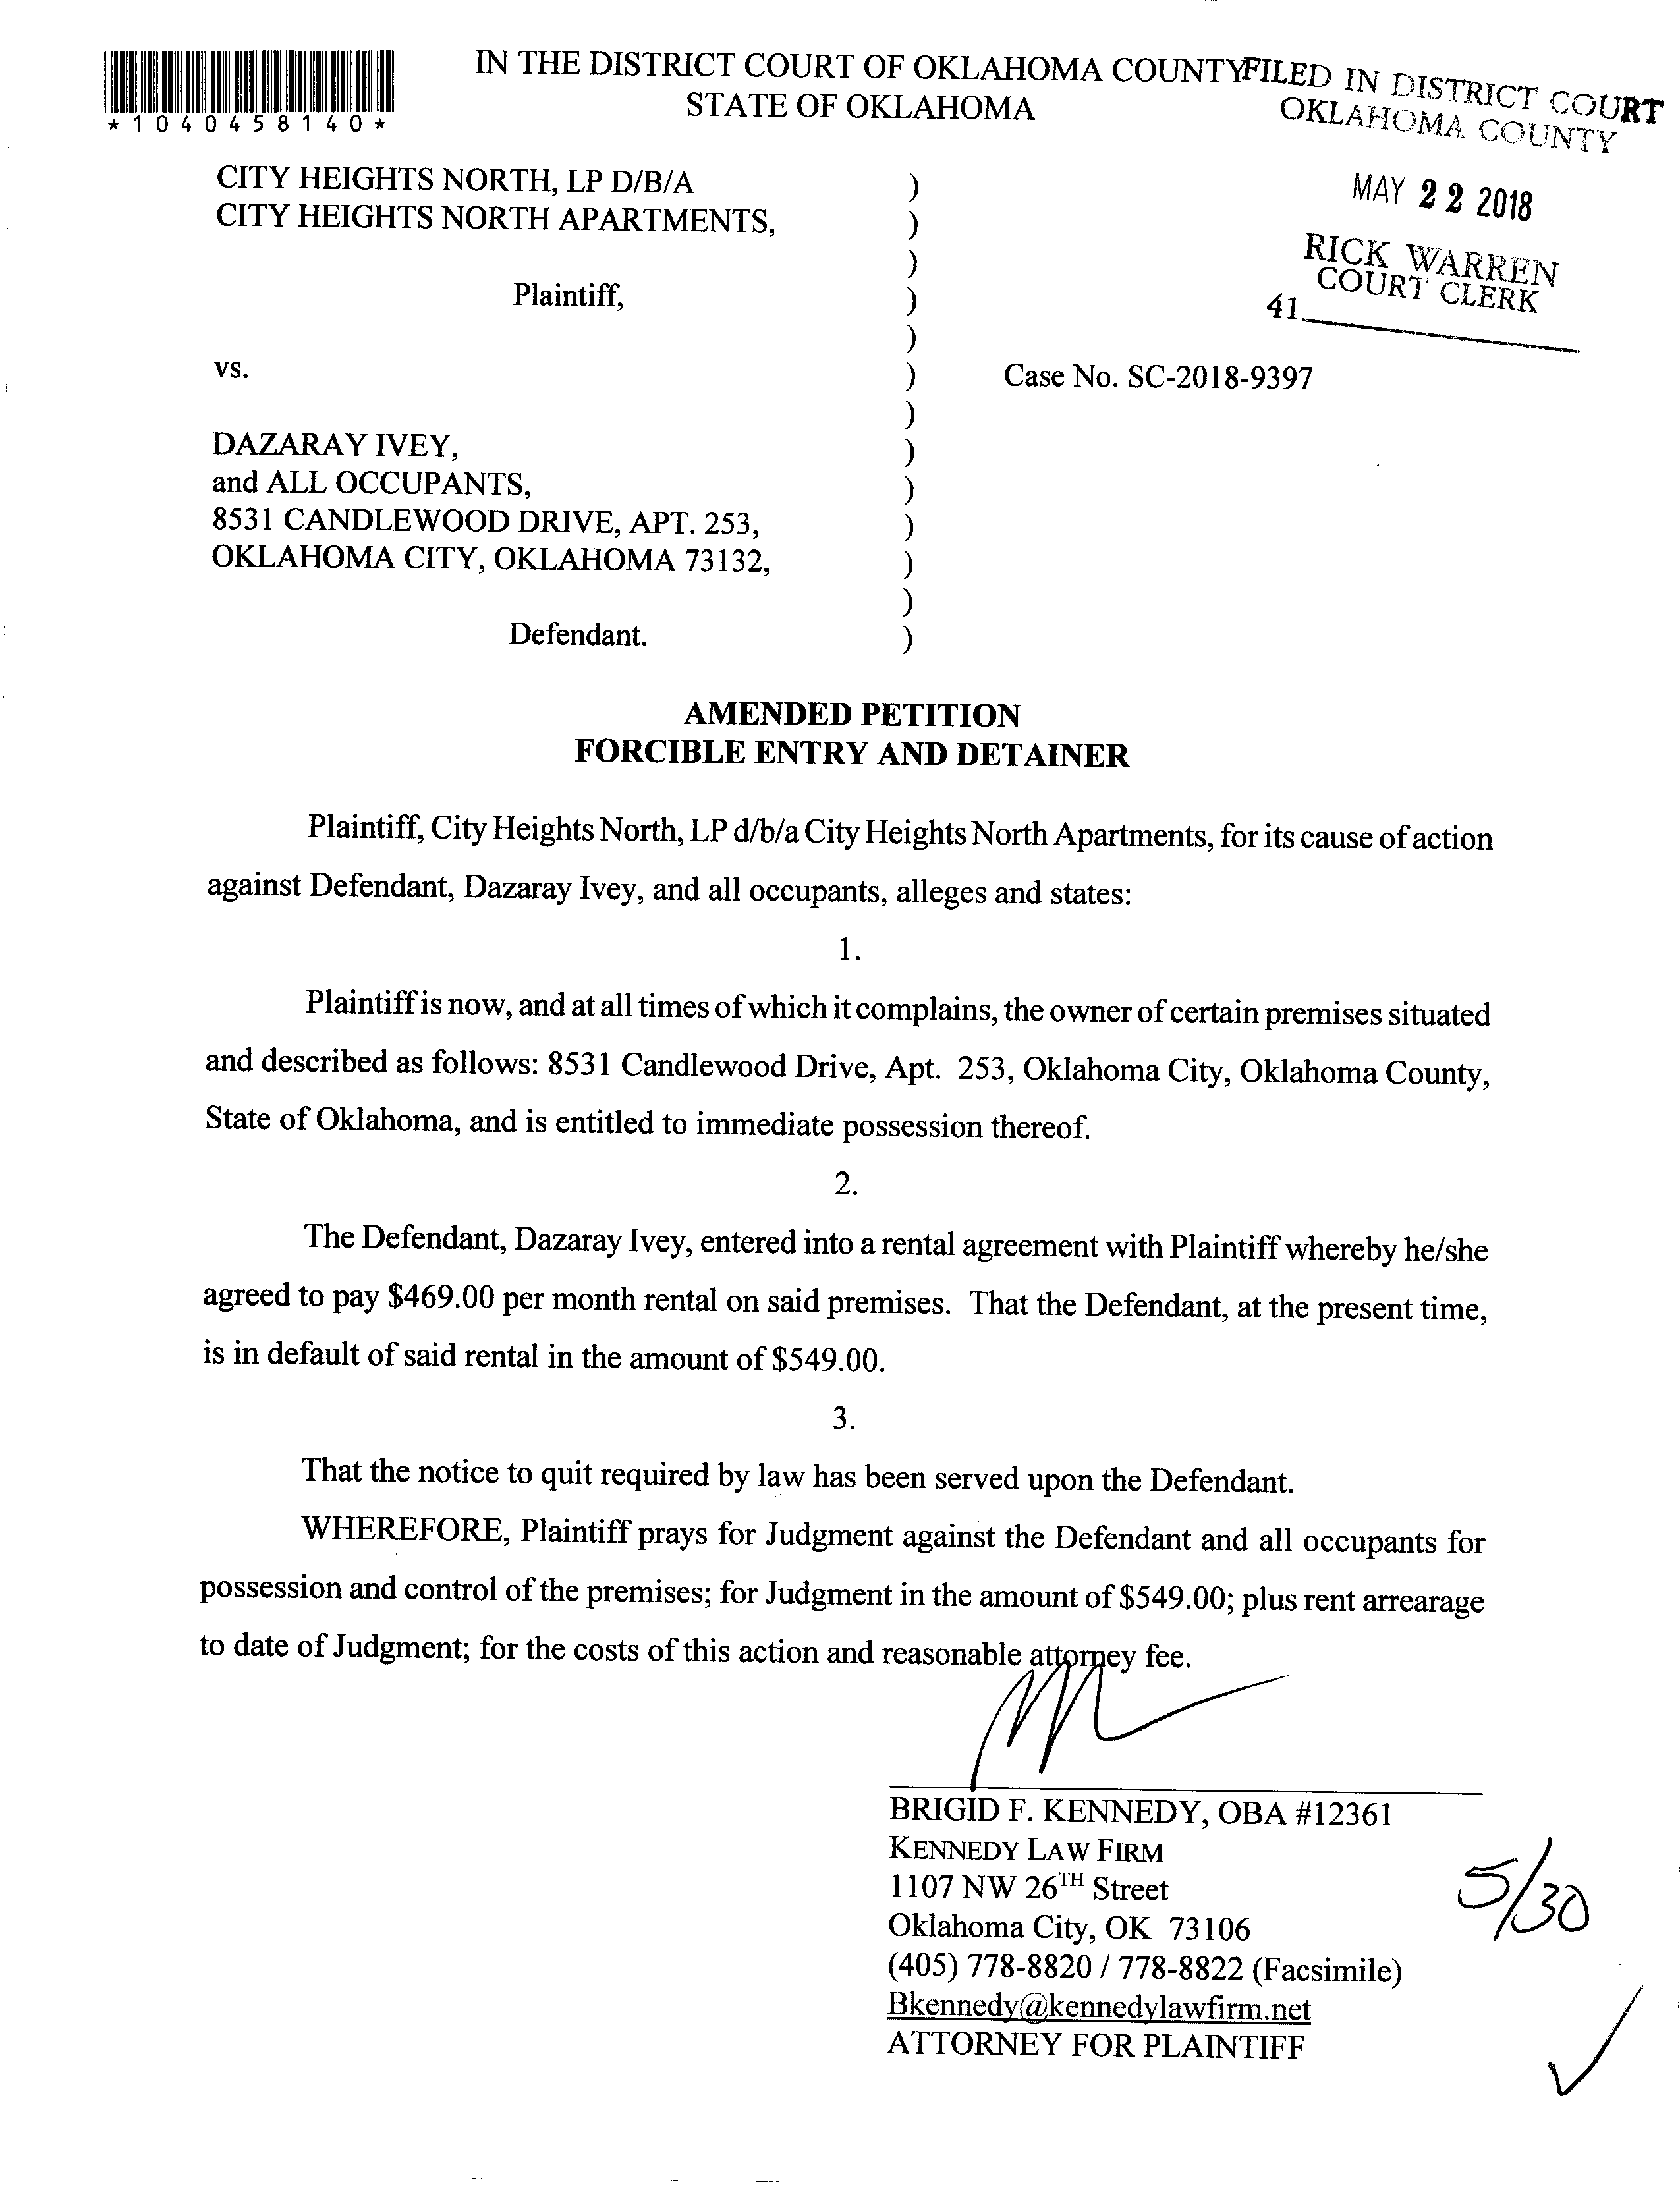 IN THE DISTRICT COURT OF OKLAHOMA COUNTY
STATE OF OKLAHOMA
FILED IN DISTRICT COURT
OKLAHOMA COUNTY
MAY 22 2018
RICK WARREN
COURT CLERK
41
*1040458140*
CITY HEIGHTS NORTH, LP D/B/A )
CITY HEIGHTS NORTH APARTMENTS, )
)
Plaintiff, )
)
vs. ) Case No. SC-2018-9397
)
DAZARAY IVEY, )
and ALL OCCUPANTS, )
8531 CANDLEWOOD DRIVE, APT. 253, )
OKLAHOMA CITY, OKLAHOMA 73132, )
)
Defendant. )
AMENDED PETITION
FORCIBLE ENTRY AND DETAINER
Plaintiff, City Heights North, LP d/b/a City Heights North Apartments, for its cause of action
against Defendant, Dazaray Ivey, and all occupants, alleges and states:
1.
Plaintiff is now, and at all times of which it complains, the owner of certain premises situated
and described as follows: 8531 Candlewood Drive, Apt. 253, Oklahoma City, Oklahoma County,
State of Oklahoma, and is entitled to immediate possession thereof.
2.
The Defendant, Dazaray Ivey, entered into a rental agreement with Plaintiff whereby he/she
agreed to pay $469.00 per month rental on said premises. That the Defendant, at the present time,
is in default of said rental in the amount of $549.00.
3.
That the notice to quit required by law has been served upon the Defendant.
WHEREFORE, Plaintiff prays for Judgment against the Defendant and all occupants for
possession and control of the premises; for Judgment in the amount of $549.00; plus rent arrearage
to date of Judgment; for the costs of this action and reasonable attorney fee.
BRIGID F. KENNEDY, OBA #12361
KENNEDY LAW FIRM
1107 NW 26TH Street
Oklahoma City, OK 73106
(405) 778-8820 / 778-8822 (Facsimile)
Bkennedy@kennedylawfirm.net
ATTORNEY FOR PLAINTIFF
5/30